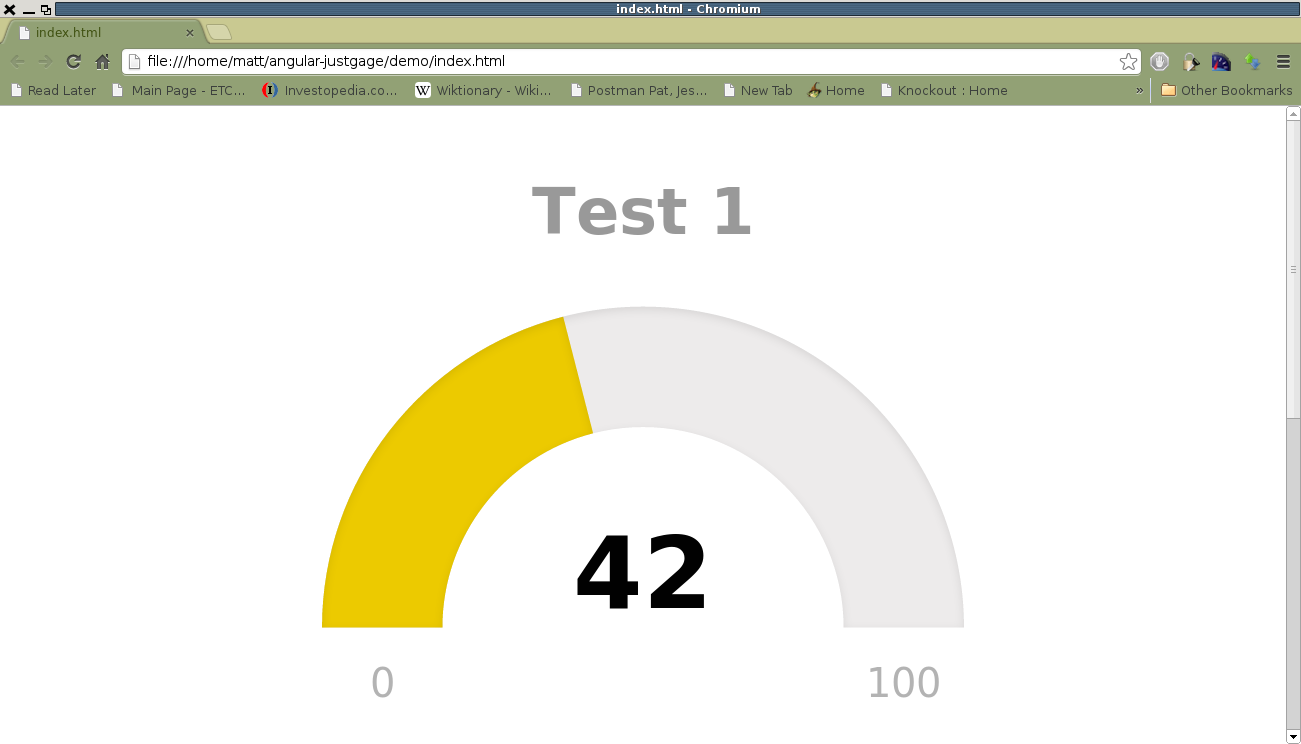 index.html - Chromium
index.html
file:///home/matt/angular-justgage/demo/index.html
Read Later Main Page - ETC... Investopedia.co... W Wiktionary - Wiki... Postman Pat, Jes... New Tab Home Knockout : Home » Other Bookmarks
Test 1
42
0 100